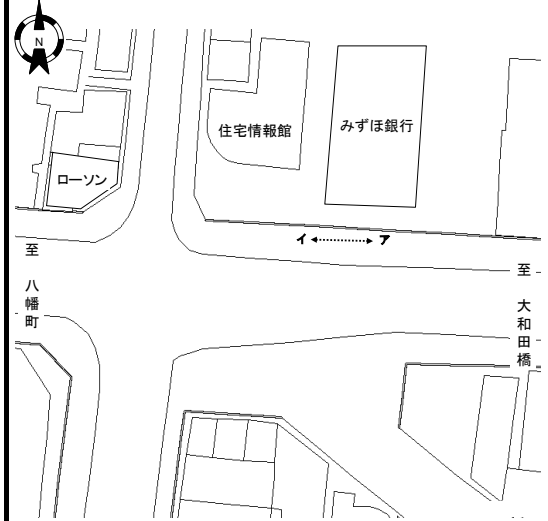 N
住宅情報館
みずほ銀行
ローソン
イ
ア
至 八幡町
至 大和田橋